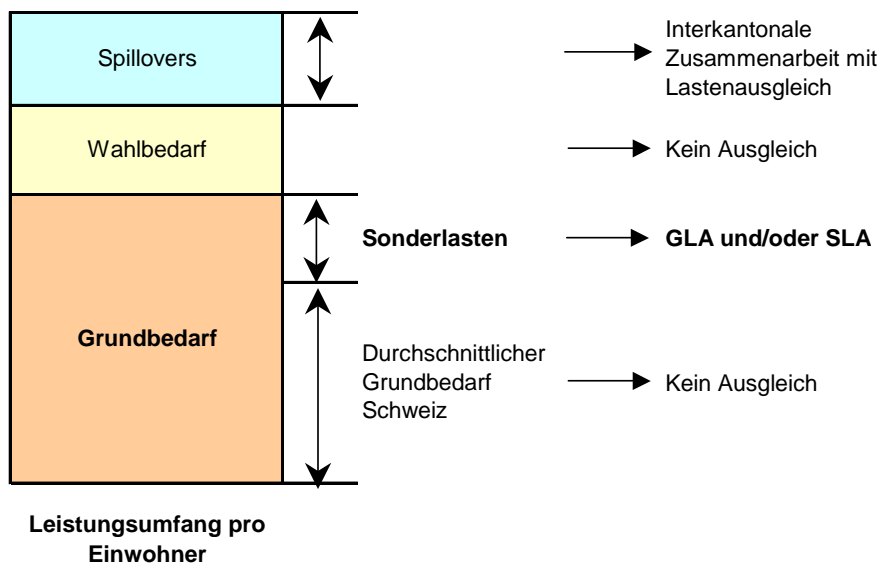 Spillovers
Interkantonale
Zusammenarbeit mit
Lastenausgleich
Wahlbedarf
Kein Ausgleich
Sonderlasten
GLA und/oder SLA
Grundbedarf
Durchschnittlicher
Grundbedarf
Schweiz
Kein Ausgleich
Leistungsumfang pro
Einwohner